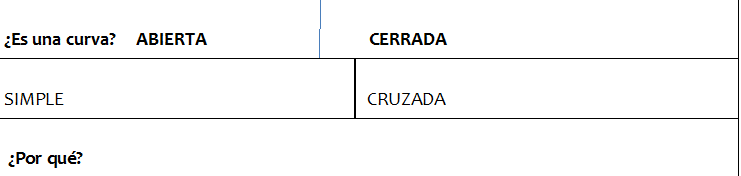 ¿Es una curva? ABIERTA CERRADA
SIMPLE CRUZADA
¿Por qué?